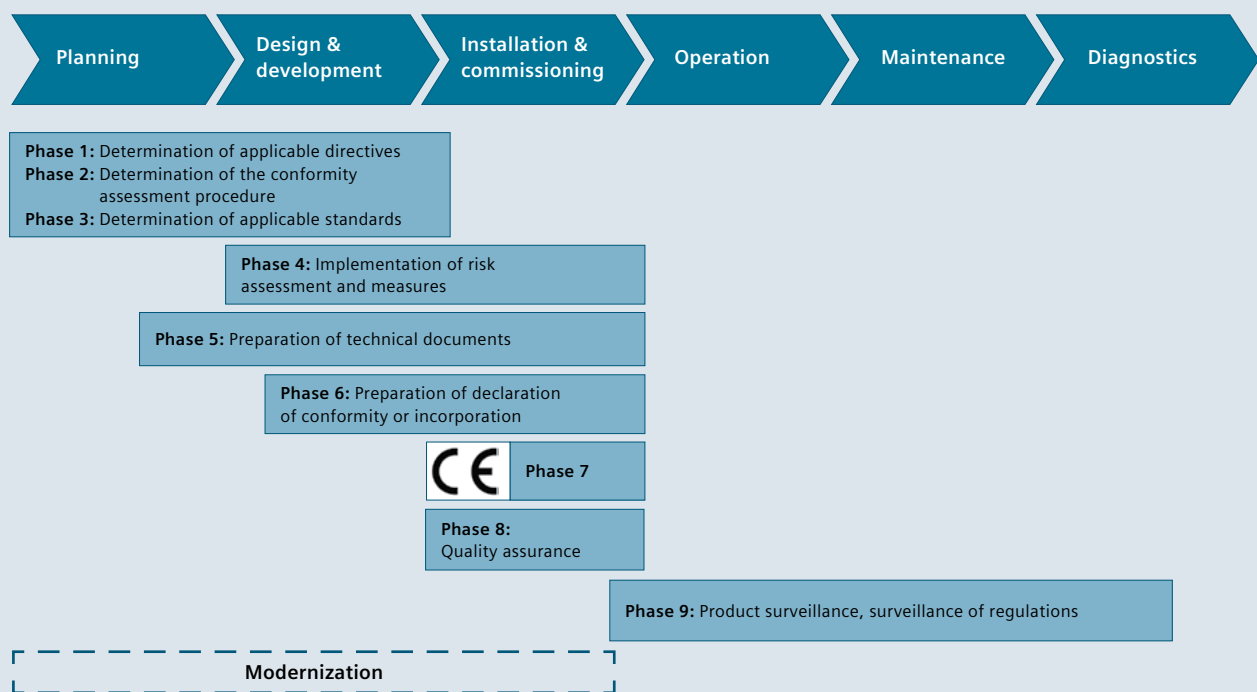 Planning
Design &
development
Installation &
commissioning
Operation
Maintenance
Diagnostics
Phase 1: Determination of applicable directives
Phase 2: Determination of the conformity
assessment procedure
Phase 3: Determination of applicable standards
Phase 4: Implementation of risk
assessment and measures
Phase 5: Preparation of technical documents
Phase 6: Preparation of declaration
of conformity or incorporation
CE Phase 7
Phase 8:
Quality assurance
Phase 9: Product surveillance, surveillance of regulations
Modernization